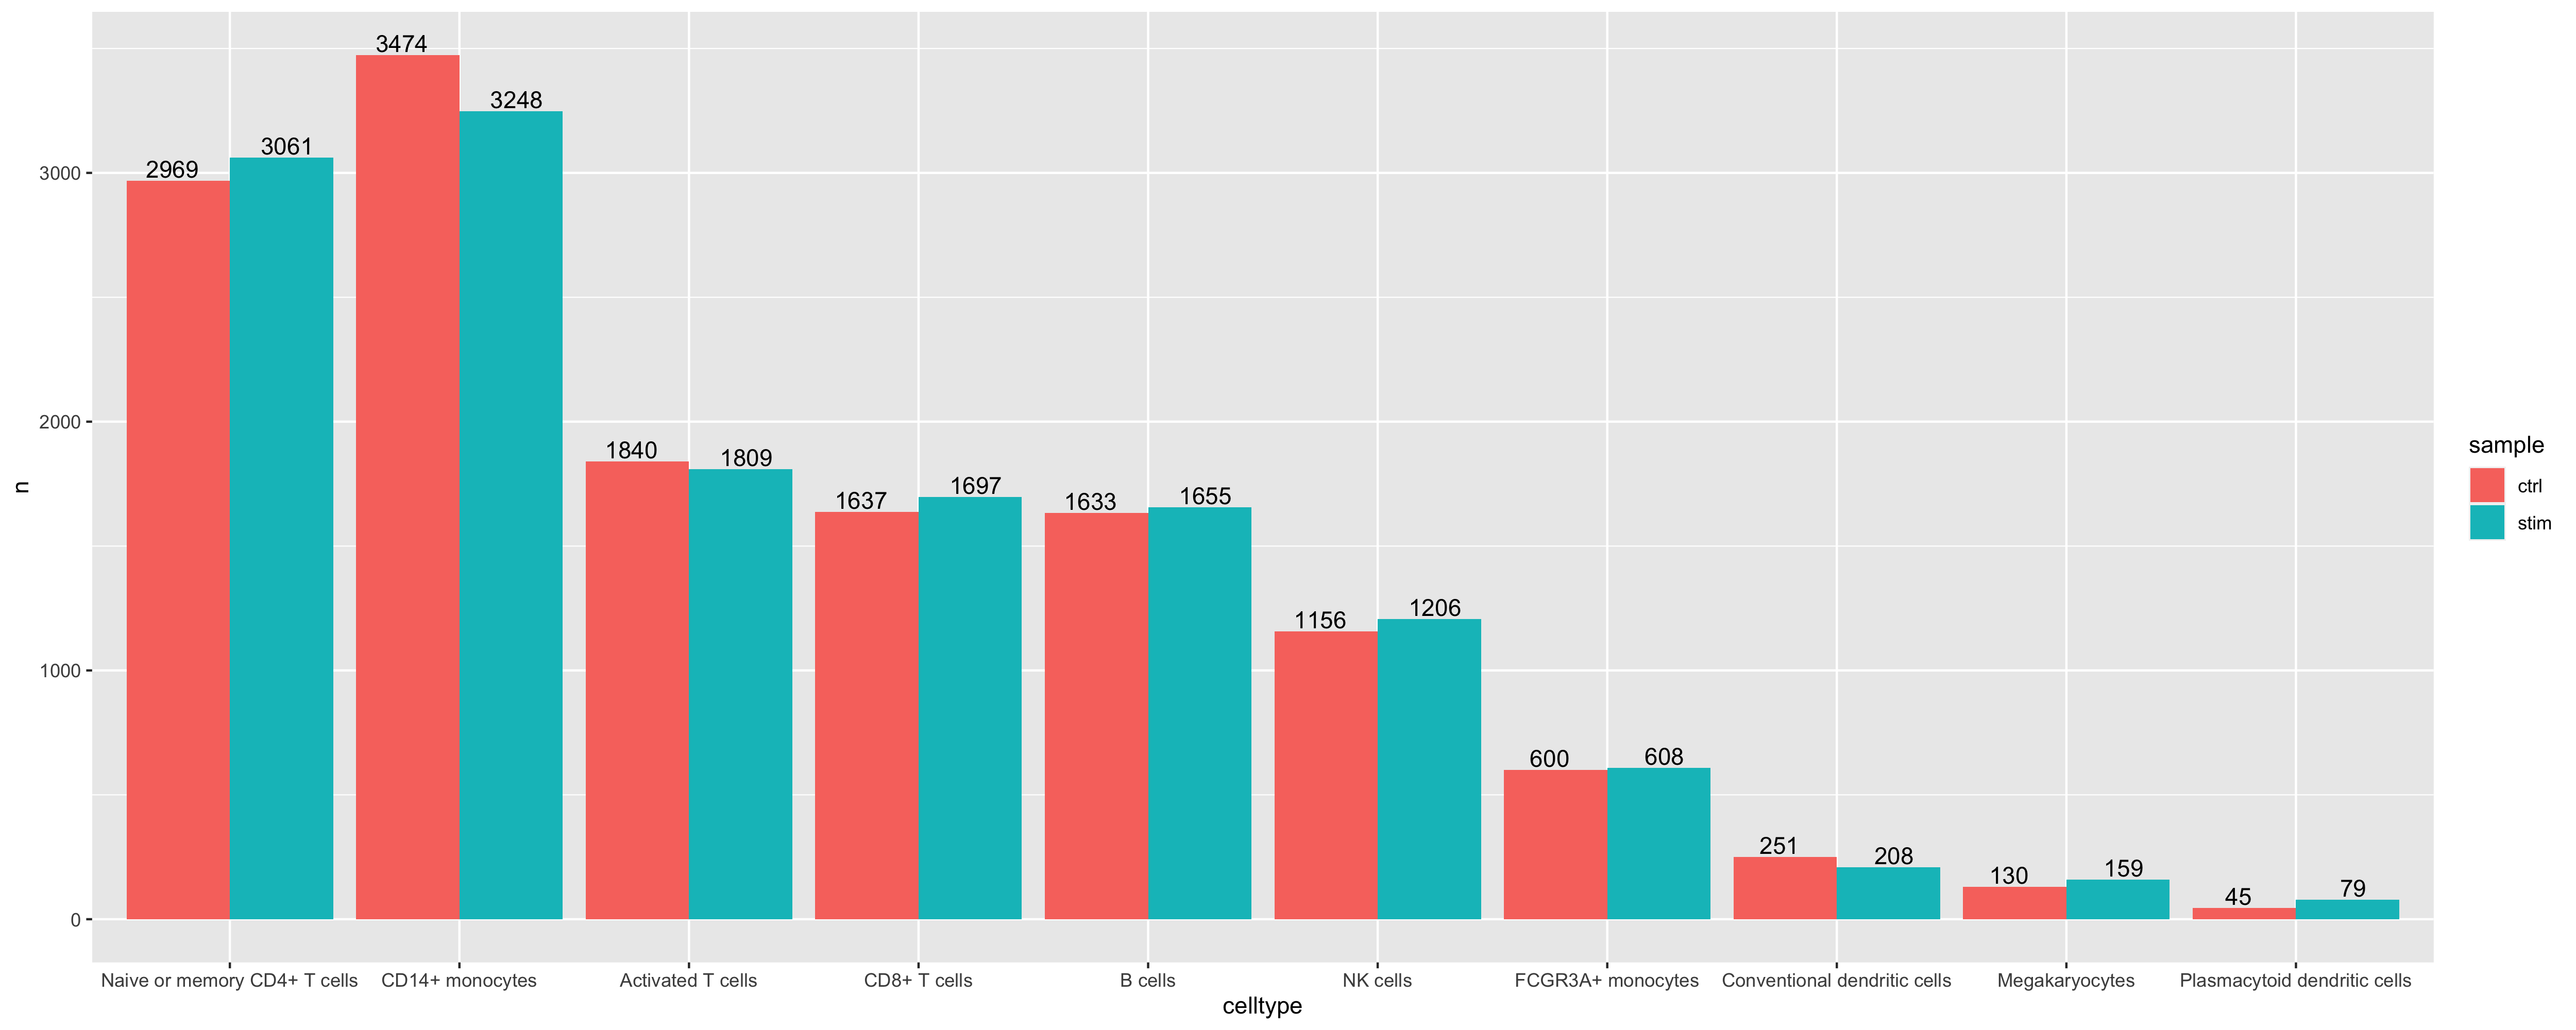 3474
3248
3061
2969
3000
1840
1809
1637
1697
1633
1655
2000
1156
1206
1000
600
608
251
208
130
159
45
79
0
n
Naive or memory CD4+ T cells
CD14+ monocytes
Activated T cells
CD8+ T cells
B cells
NK cells
FCGR3A+ monocytes
Conventional dendritic cells
Megakaryocytes
Plasmacytoid dendritic cells
celltype
sample
ctrl
stim